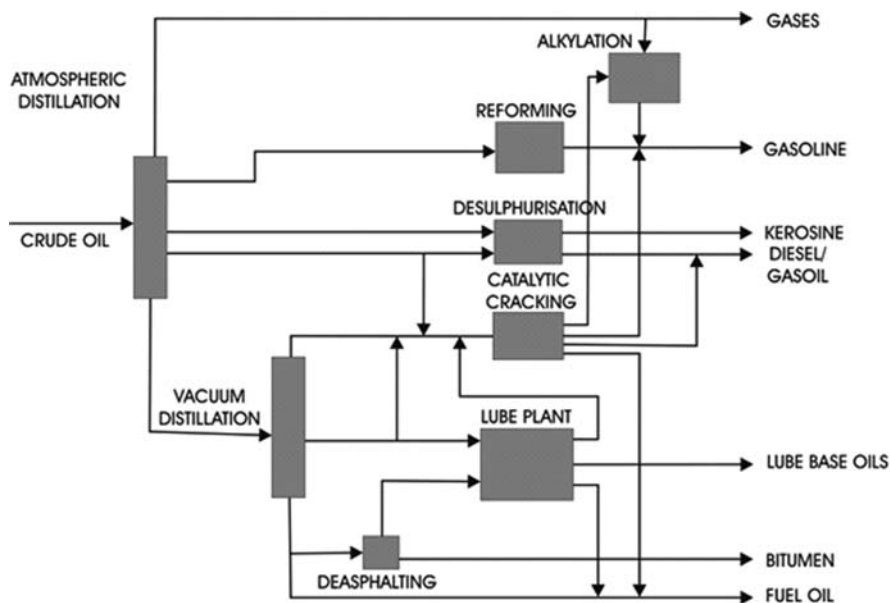 GASES
ALKYLATION
ATMOSPHERIC
DISTILLATION
REFORMING
GASOLINE
DESULPHURISATION
CRUDE OIL
KEROSINE
DIESEL/
GASOIL
CATALYTIC
CRACKING
VACUUM
DISTILLATION
LUBE PLANT
LUBE BASE OILS
BITUMEN
DEASPHALTING
FUEL OIL